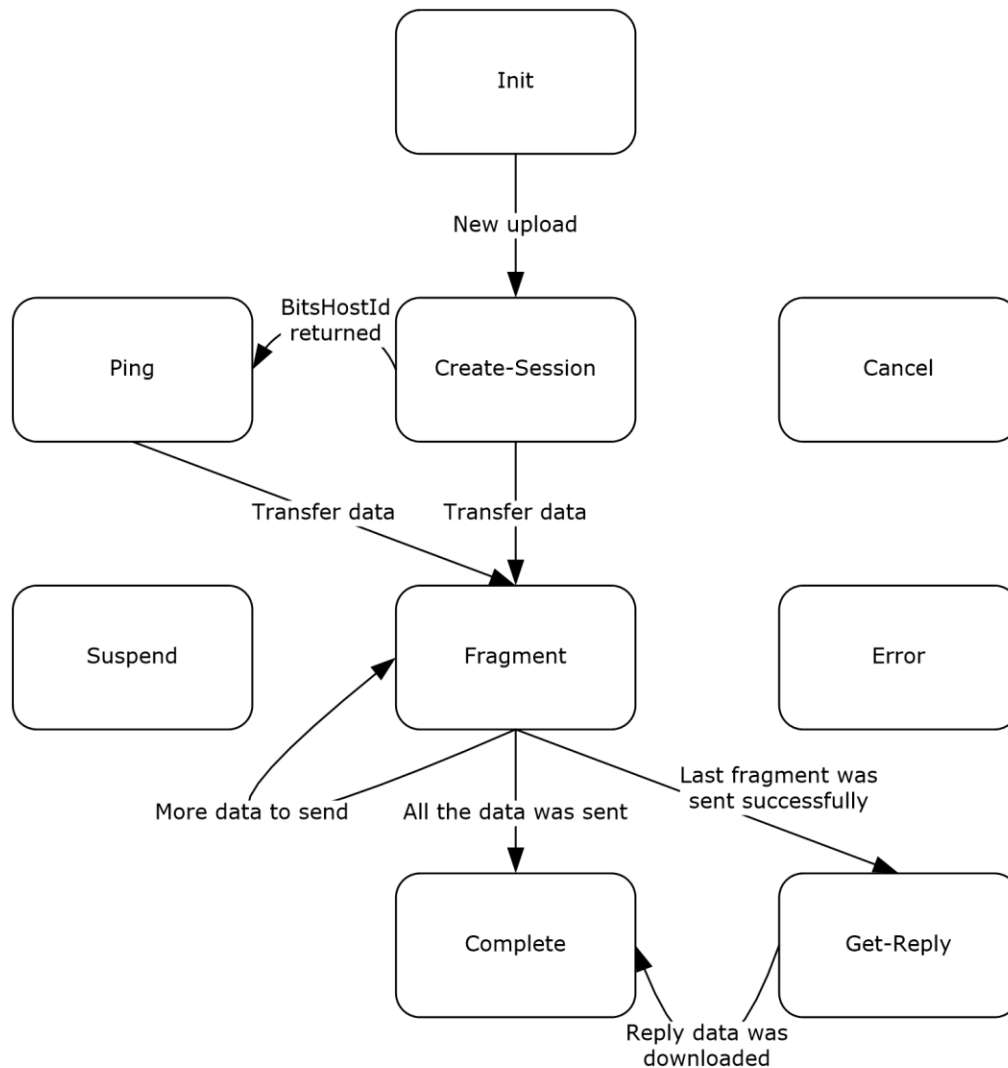 Init
New upload
BitsHostId
returned
Ping
Create-Session
Cancel
Transfer data
Transfer data
Suspend
Fragment
Error
Last fragment was
sent successfully
More data to send
All the data was sent
Complete
Get-Reply
Reply data was
downloaded